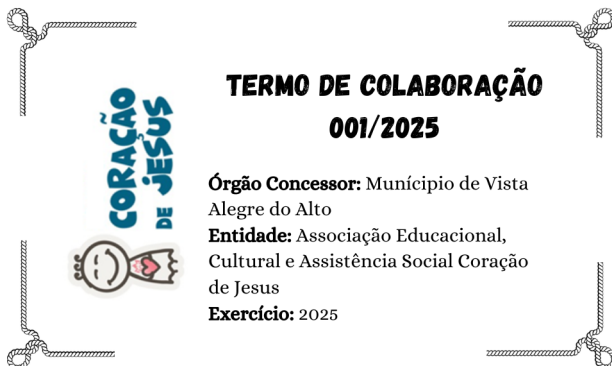 CORAÇÃO
DE JESUS
TERMO DE COLABORAÇÃO
001/2025
Órgão Concessor: Munícipio de Vista
Alegre do Alto
Entidade: Associação Educacional,
Cultural e Assistência Social Coração
de Jesus
Exercício: 2025